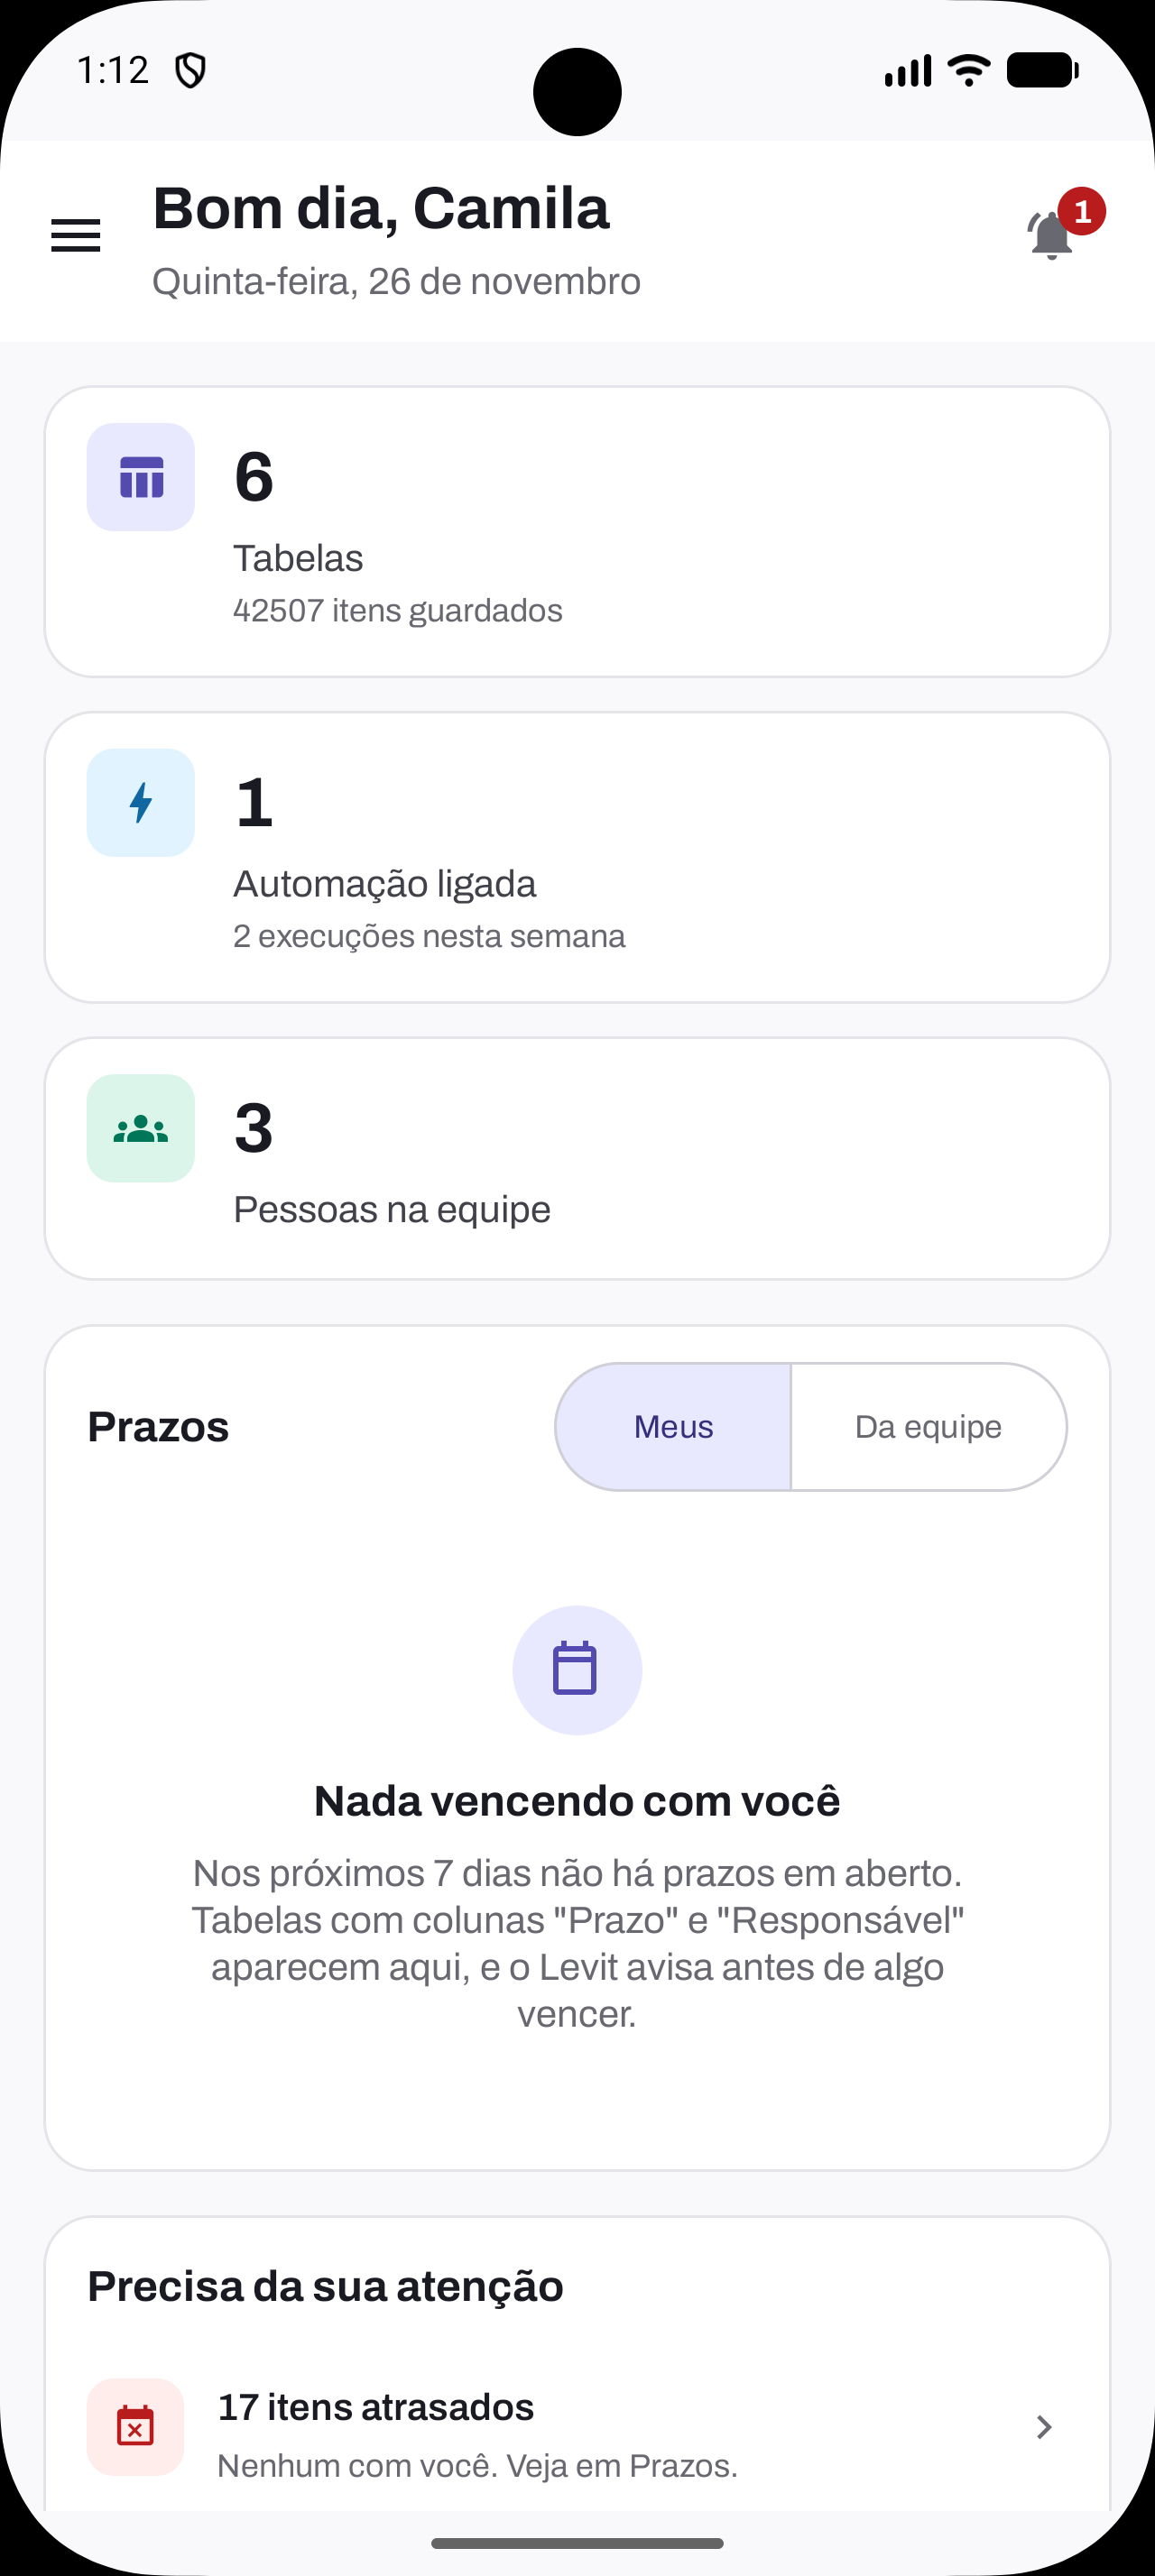 1:12
Bom dia, Camila
1
Quinta-feira, 26 de novembro
6
Tabelas
42507 itens guardados
1
Automação ligada
2 execuções nesta semana
3
Pessoas na equipe
Prazos
Meus
Da equipe
Nada vencendo com você
Nos próximos 7 dias não há prazos em aberto.
Tabelas com colunas "Prazo" e "Responsável"
aparecem aqui, e o Levit avisa antes de algo
vencer.
Precisa da sua atenção
17 itens atrasados
Nenhum com você. Veja em Prazos.